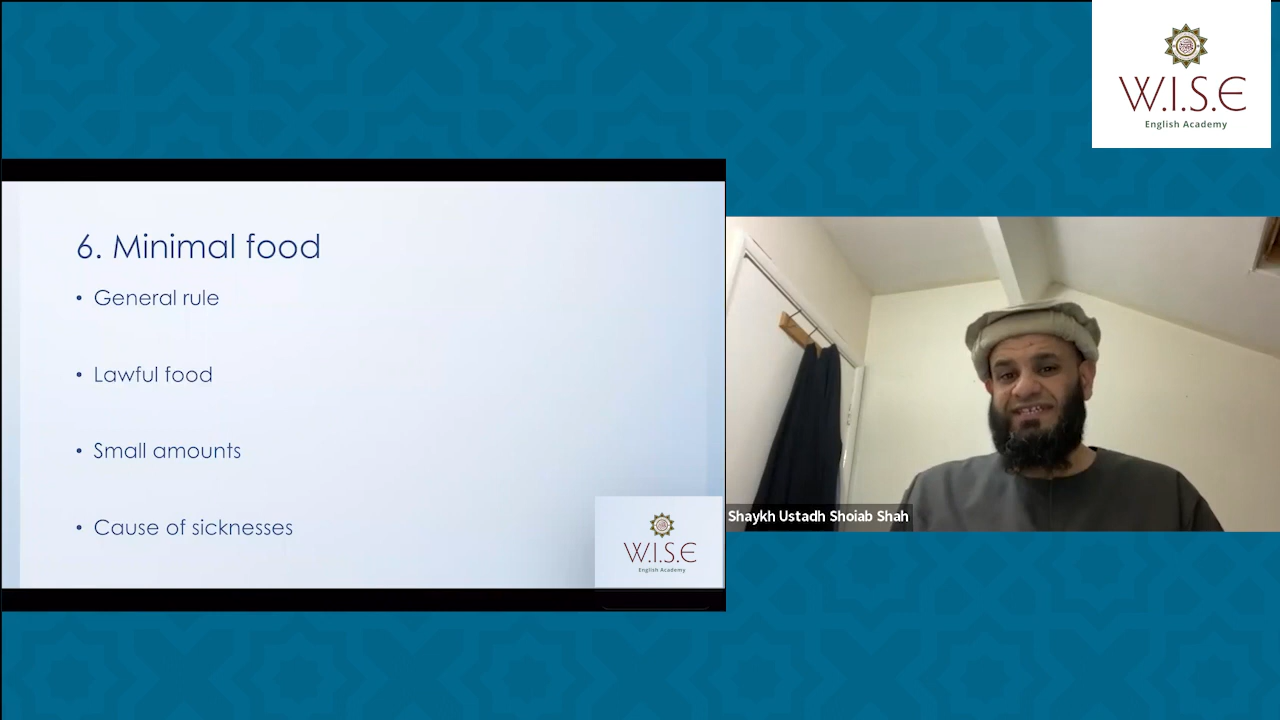 W.I.S.E
English Academy
6. Minimal food
• General rule
• Lawful food
• Small amounts
• Cause of sicknesses
W.I.S.E
English Academy
Shaykh Ustadh Shoiab Shah